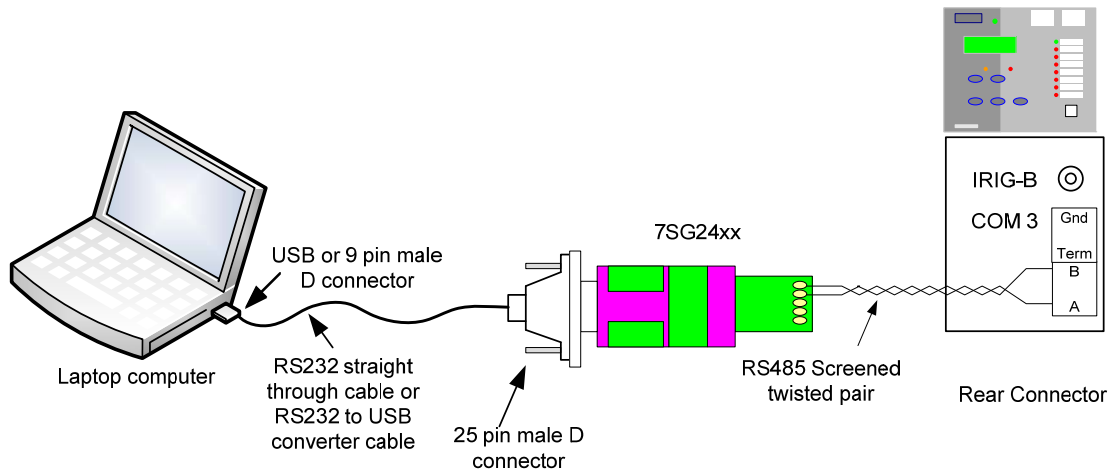 USB or 9 pin male
D connector
Laptop computer
RS232 straight
through cable or
RS232 to USB
converter cable
25 pin male D
connector
7SG24xx
RS485 Screened
twisted pair
IRIG-B
COM 3
Gnd
Term
B
A
Rear Connector